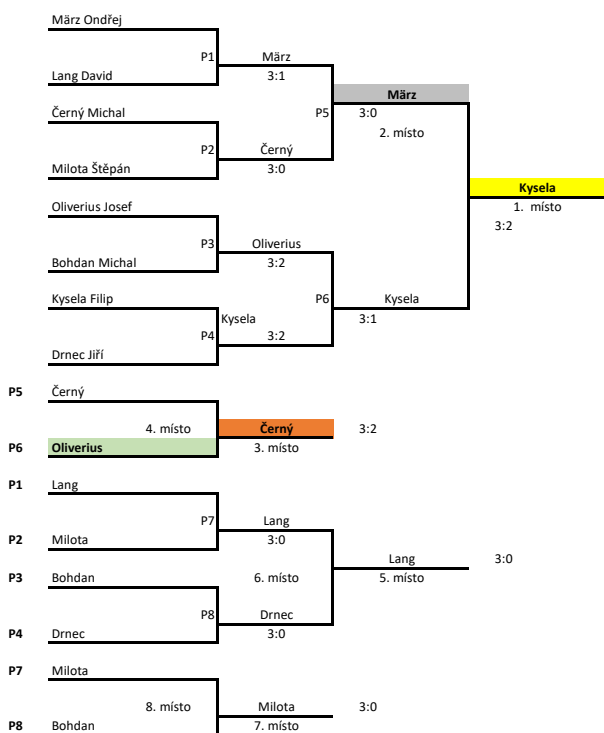 März Ondřej
P1 März
Lang David 3:1
März
Černý Michal P5 3:0
2. místo
P2 Černý
Milota Štěpán 3:0
Kysela
Oliverius Josef 1. místo
3:2
P3 Oliverius
Bohdan Michal 3:2
Kysela Filip P6 Kysela
Kysela 3:1
P4 3:2
Drnec Jiří
P5 Černý
4. místo Černý 3:2
P6 Oliverius 3. místo
P1 Lang
P7 Lang
P2 Milota 3:0
Lang 3:0
P3 Bohdan 6. místo 5. místo
P8 Drnec
P4 Drnec 3:0
P7 Milota
8. místo Milota 3:0
P8 Bohdan 7. místo